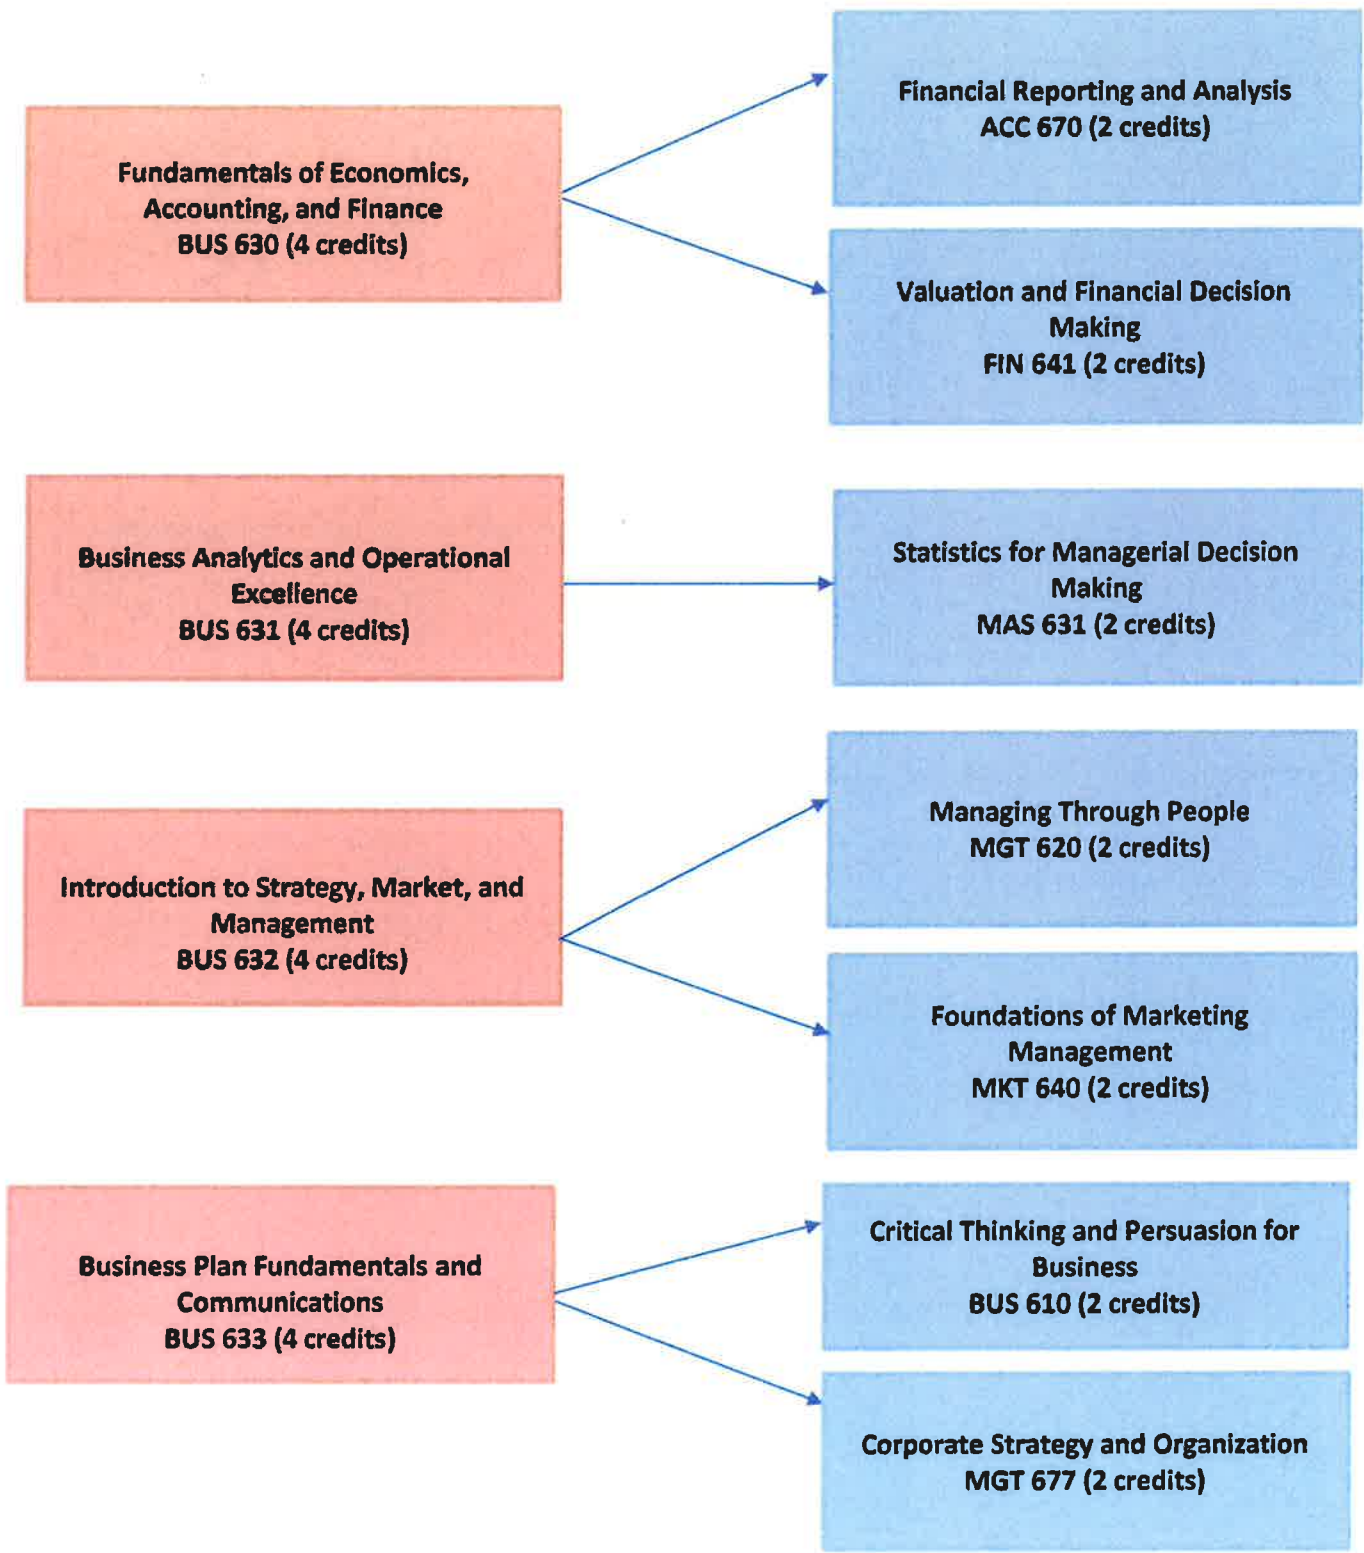 Financial Reporting and Analysis
ACC 670 (2 credits)
Fundamentals of Economics,
Accounting, and Finance
BUS 630 (4 credits)
Valuation and Financial Decision
Making
FIN 641 (2 credits)
Business Analytics and Operational
Excellence
BUS 631 (4 credits)
Statistics for Managerial Decision
Making
MAS 631 (2 credits)
Managing Through People
MGT 620 (2 credits)
Introduction to Strategy, Market, and
Management
BUS 632 (4 credits)
Foundations of Marketing
Management
MKT 640 (2 credits)
Business Plan Fundamentals and
Communications
BUS 633 (4 credits)
Critical Thinking and Persuasion for
Business
BUS 610 (2 credits)
Corporate Strategy and Organization
MGT 677 (2 credits)